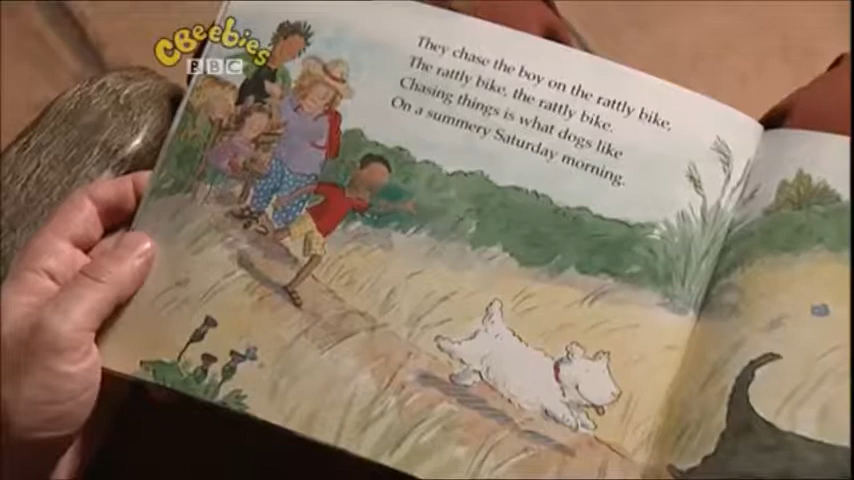 CBeebies
BBC
They chase the boy on the rattly bike,
The rattly bike, the rattly bike.
Chasing things is what dogs like
On a summery Saturday morning.